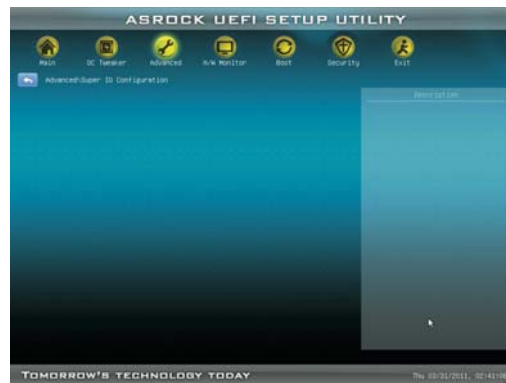 ASROCK UEFI SETUP UTILITY
Main OC Tweaker Advanced H/W Monitor Boot Security Exit
Advanced\Super IO Configuration
Description
TOMORROW'S TECHNOLOGY TODAY
Thu 03/31/2011, 02:41:06